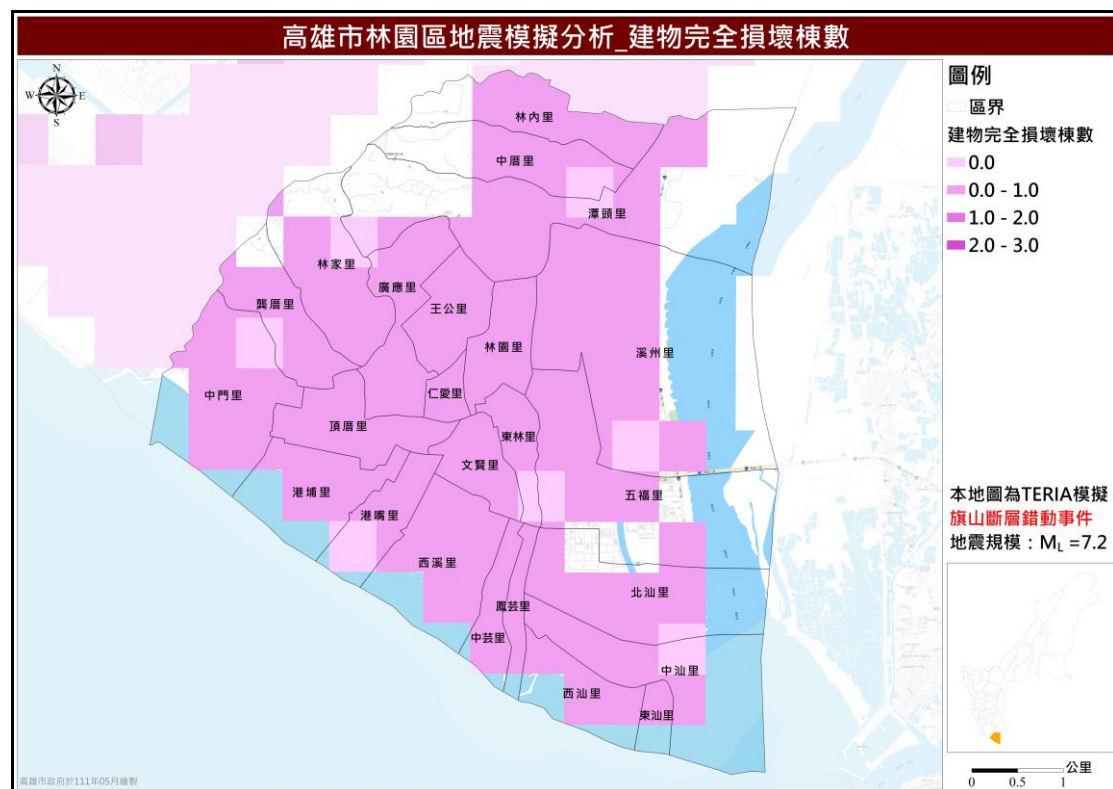 高雄市林園區地震模擬分析_建物完全損壞棟數
N
W
E
S
圖例
區界
建物完全損壞棟數
0.0
0.0 - 1.0
1.0 - 2.0
2.0 - 3.0
林內里
中厝里
潭頭里
林家里
廣應里
龔厝里
王公里
林園里
溪州里
中門里
仁愛里
頂厝里
東林里
文賢里
港埔里
五福里
港嘴里
西溪里
北汕里
鳳芸里
中芸里
中汕里
西汕里
東汕里
本地圖為TERIA模擬
旗山斷層錯動事件
地震規模：ML =7.2
公里
0 0.5 1
高雄市政府於111年05月繪製